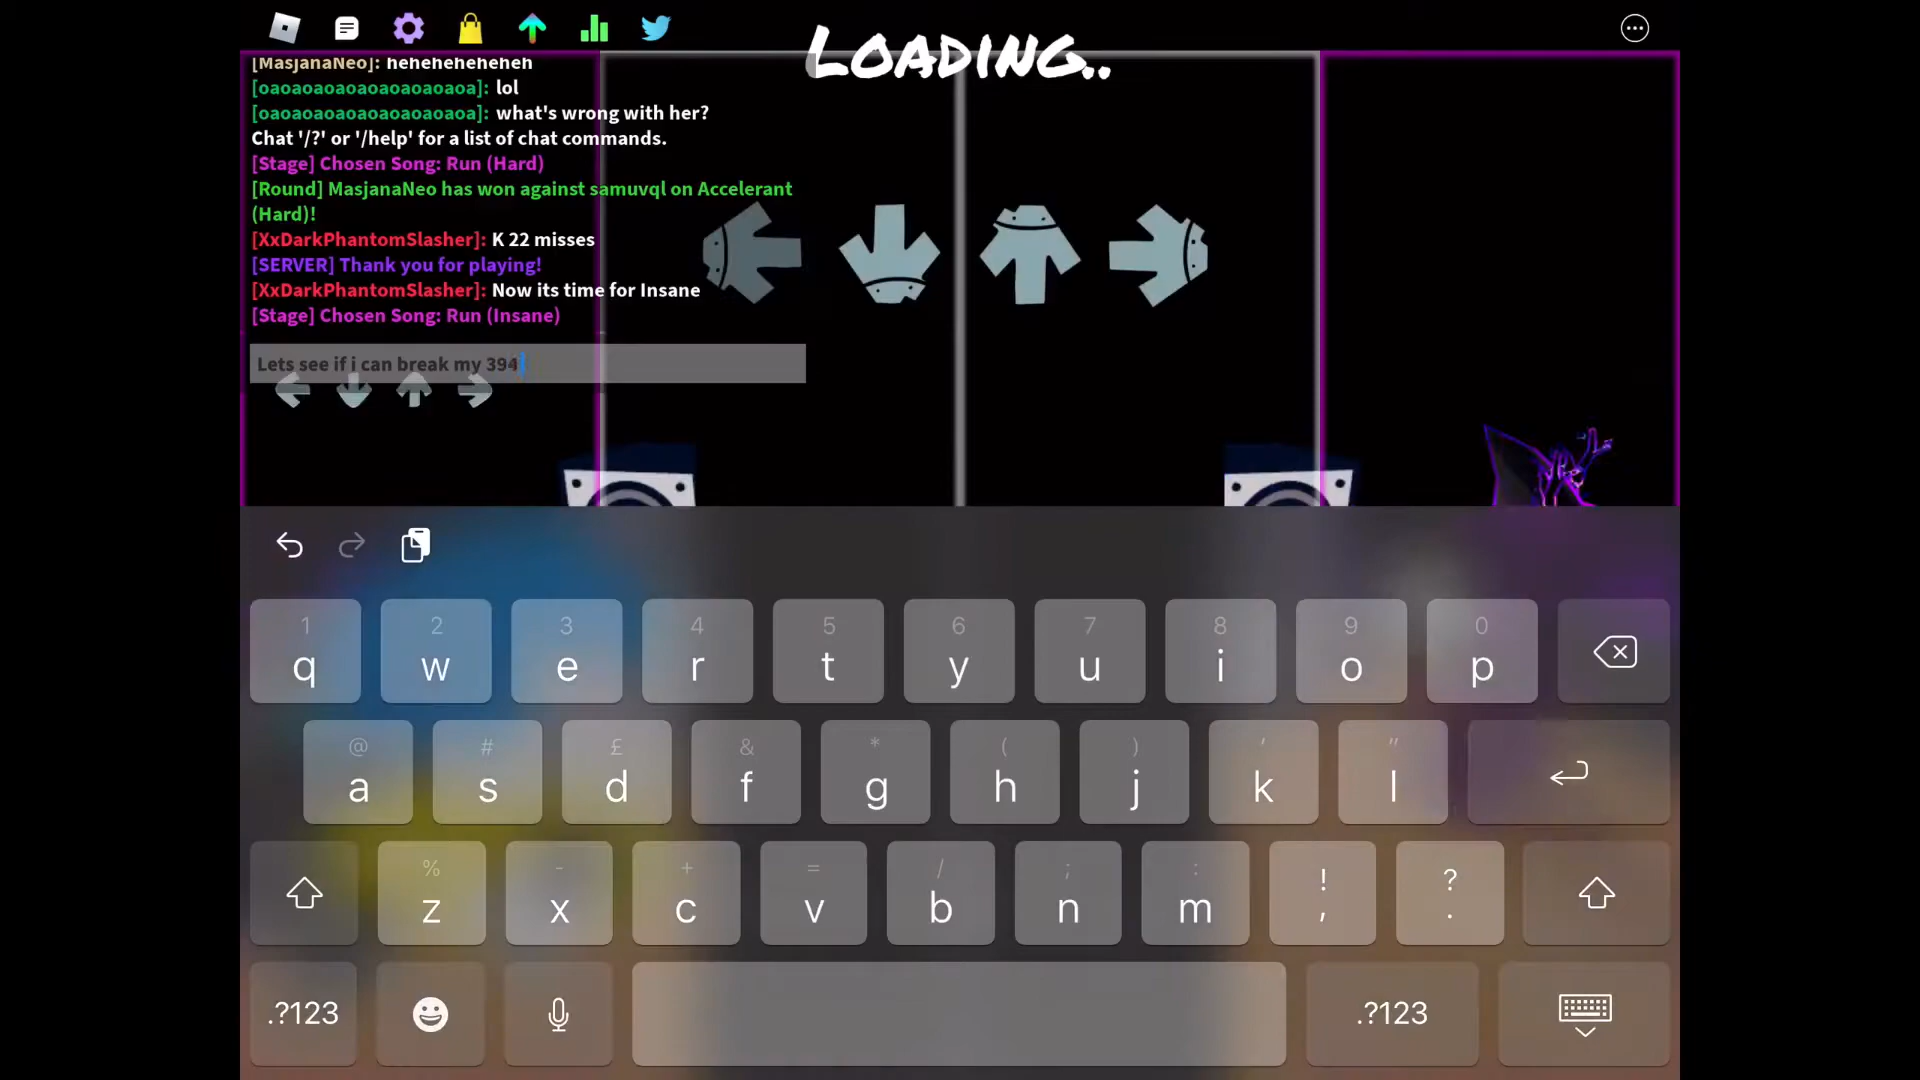 Loading..
[MasjanaNeo]: heheheheheheh
[oaoaoaoaoaoaoaoaoaoa]: lol
[oaoaoaoaoaoaoaoaoaoa]: what's wrong with her?
Chat '/?' or '/help' for a list of chat commands.
[Stage] Chosen Song: Run (Hard)
[Round] MasjanaNeo has won against samuvql on Accelerant
(Hard)!
[XxDarkPhantomSlasher]: K 22 misses
[SERVER] Thank you for playing!
[XxDarkPhantomSlasher]: Now its time for Insane
[Stage] Chosen Song: Run (Insane)
Lets see if i can break my 394
1 2 3 4 5 6 7 8 9 0
q w e r t y u i o p
@ # £ & * ( ) ' "
a s d f g h j k l
% - + = / ; : ! ?
z x c v b n m , .
.?123 .?123